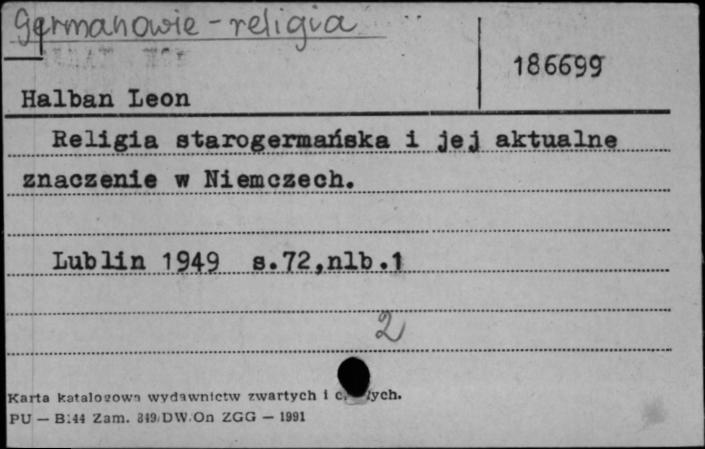 Germanowie - religia
186699
Halban Leon
Religia starogermańska i jej aktualne
znaczenie w Niemczech.
Lublin 1949 s.72,nlb.1
2
Karta katalogowa wydawnictw zwartych i
PU — B:44 Zam. 349/DW.On ZGG — 1991